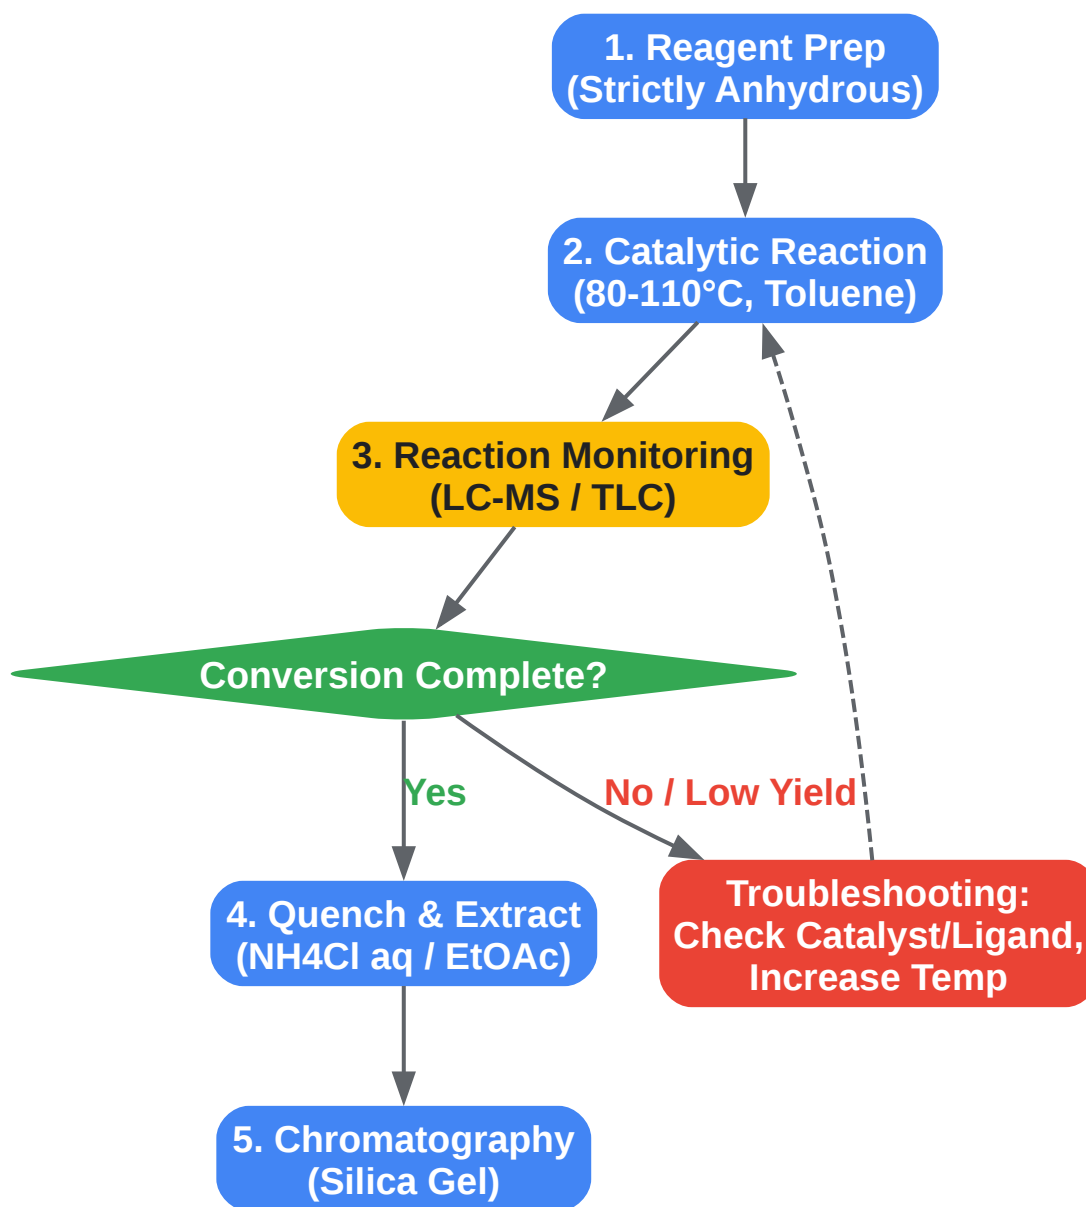 1. Reagent Prep
(Strictly Anhydrous)
2. Catalytic Reaction
(80-110°C, Toluene)
3. Reaction Monitoring
(LC-MS / TLC)
Conversion Complete?
Yes
No / Low Yield
Troubleshooting:
Check Catalyst/Ligand,
Increase Temp
4. Quench & Extract
(NH4Cl aq / EtOAc)
5. Chromatography
(Silica Gel)